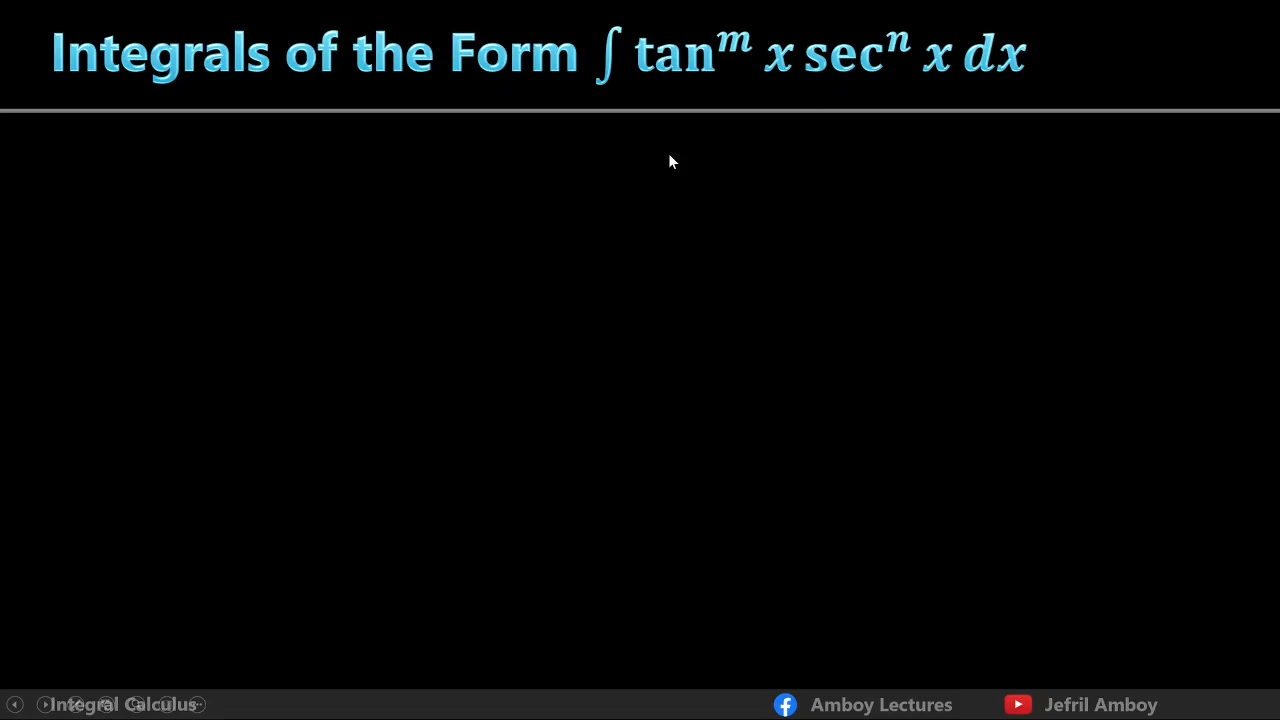 Integrals of the Form ∫ tanᵐ x secⁿ x dx
Integral Calculus
Amboy Lectures
Jefril Amboy